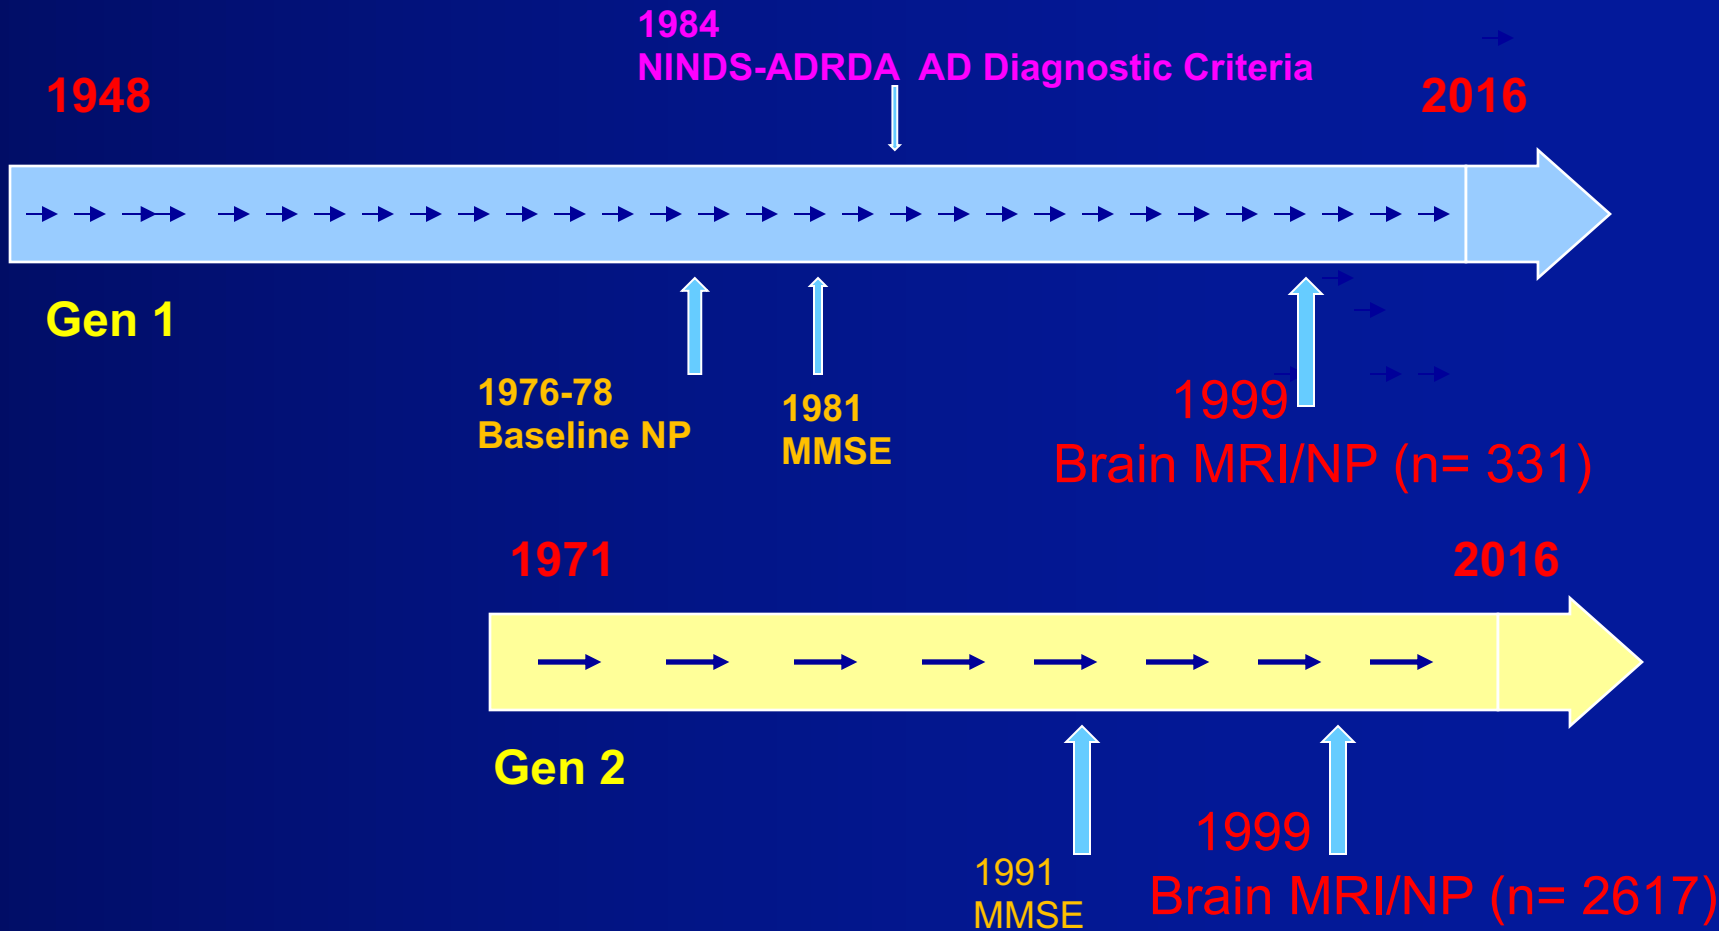 1984
NINDS-ADRDA  AD Diagnostic Criteria
1948
2016
Gen 1
1976-78
Baseline NP
1981
MMSE
1999
Brain MRI/NP (n= 331)
1971
2016
Gen 2
1991
MMSE
1999
Brain MRI/NP (n= 2617)